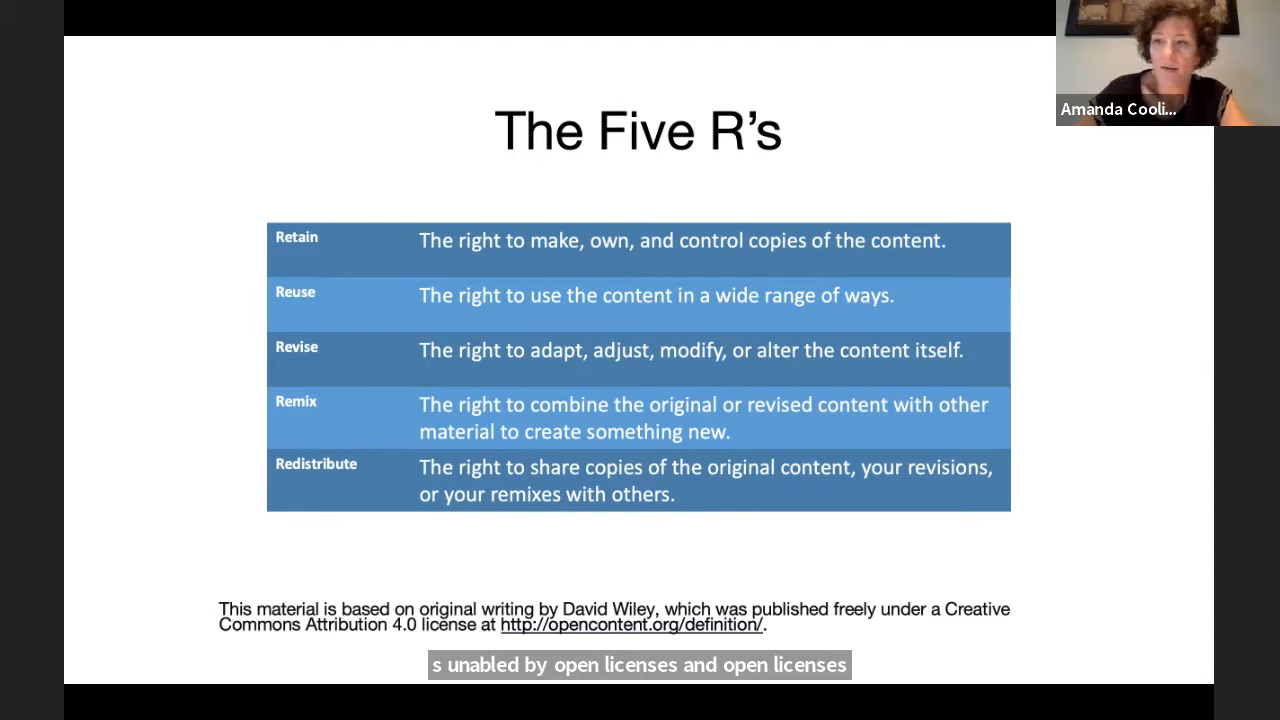 Amanda Cooli...
The Five R’s
Retain
The right to make, own, and control copies of the content.
Reuse
The right to use the content in a wide range of ways.
Revise
The right to adapt, adjust, modify, or alter the content itself.
Remix
The right to combine the original or revised content with other
material to create something new.
Redistribute
The right to share copies of the original content, your revisions,
or your remixes with others.
This material is based on original writing by David Wiley, which was published freely under a Creative
Commons Attribution 4.0 license at http://opencontent.org/definition/.
s unabled by open licenses and open licenses